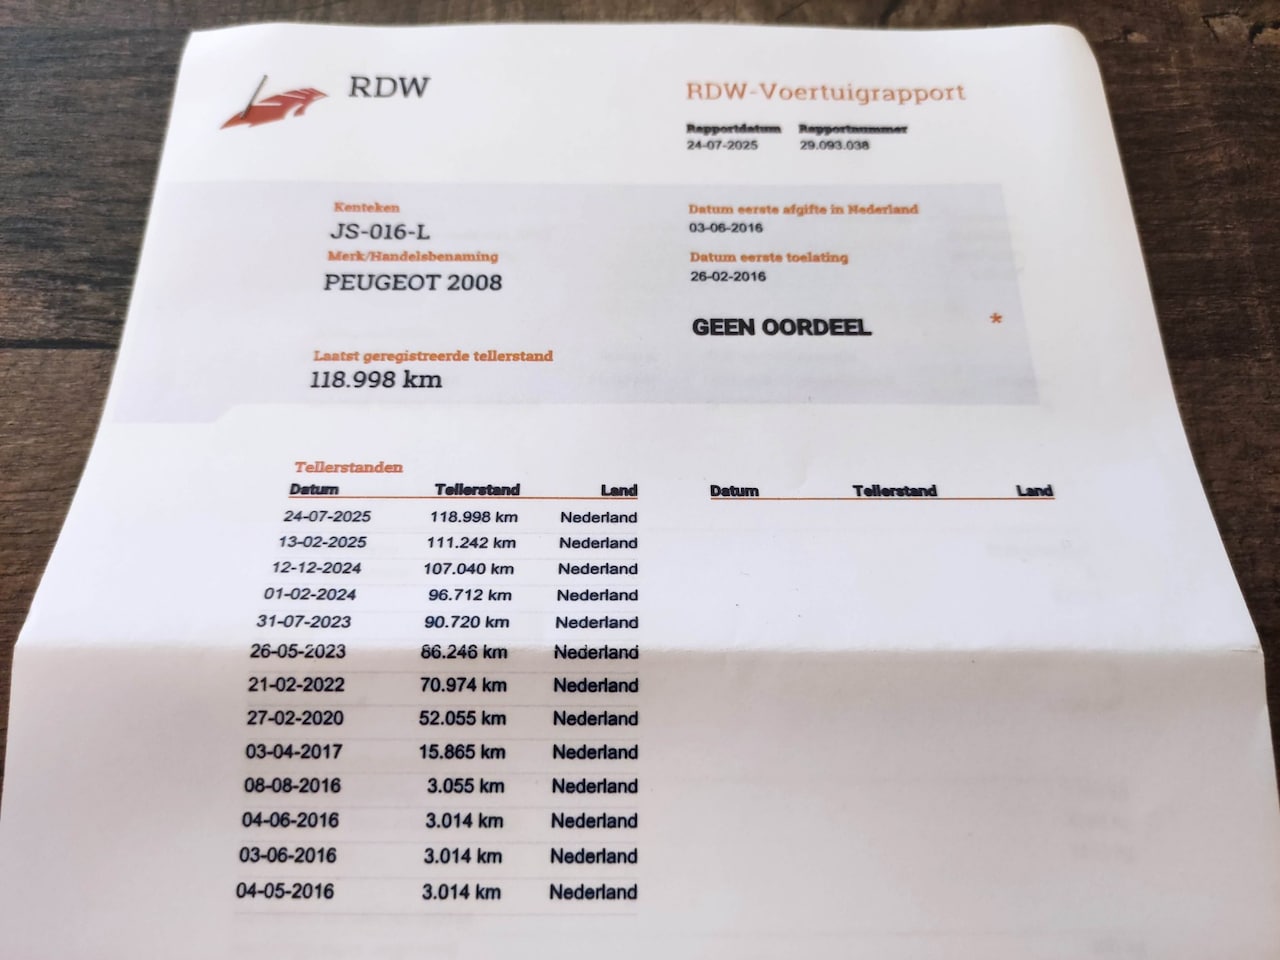 RDW
RDW-Voertuigrapport
Rapportdatum Rapportnummer
24-07-2025 29.093.038
Kenteken
JS-016-L
Merk/Handelsbenaming
PEUGEOT 2008
Datum eerste afgifte in Nederland
03-06-2016
Datum eerste toelating
26-02-2016
GEEN OORDEEL *
Laatst geregistreerde tellerstand
118.998 km
Tellerstanden
Datum Tellerstand Land Datum Tellerstand Land
24-07-2025 118.998 km Nederland
13-02-2025 111.242 km Nederland
12-12-2024 107.040 km Nederland
01-02-2024 96.712 km Nederland
31-07-2023 90.720 km Nederland
26-05-2023 86.246 km Nederland
21-02-2022 70.974 km Nederland
27-02-2020 52.055 km Nederland
03-04-2017 15.865 km Nederland
08-08-2016 3.055 km Nederland
04-06-2016 3.014 km Nederland
03-06-2016 3.014 km Nederland
04-05-2016 3.014 km Nederland